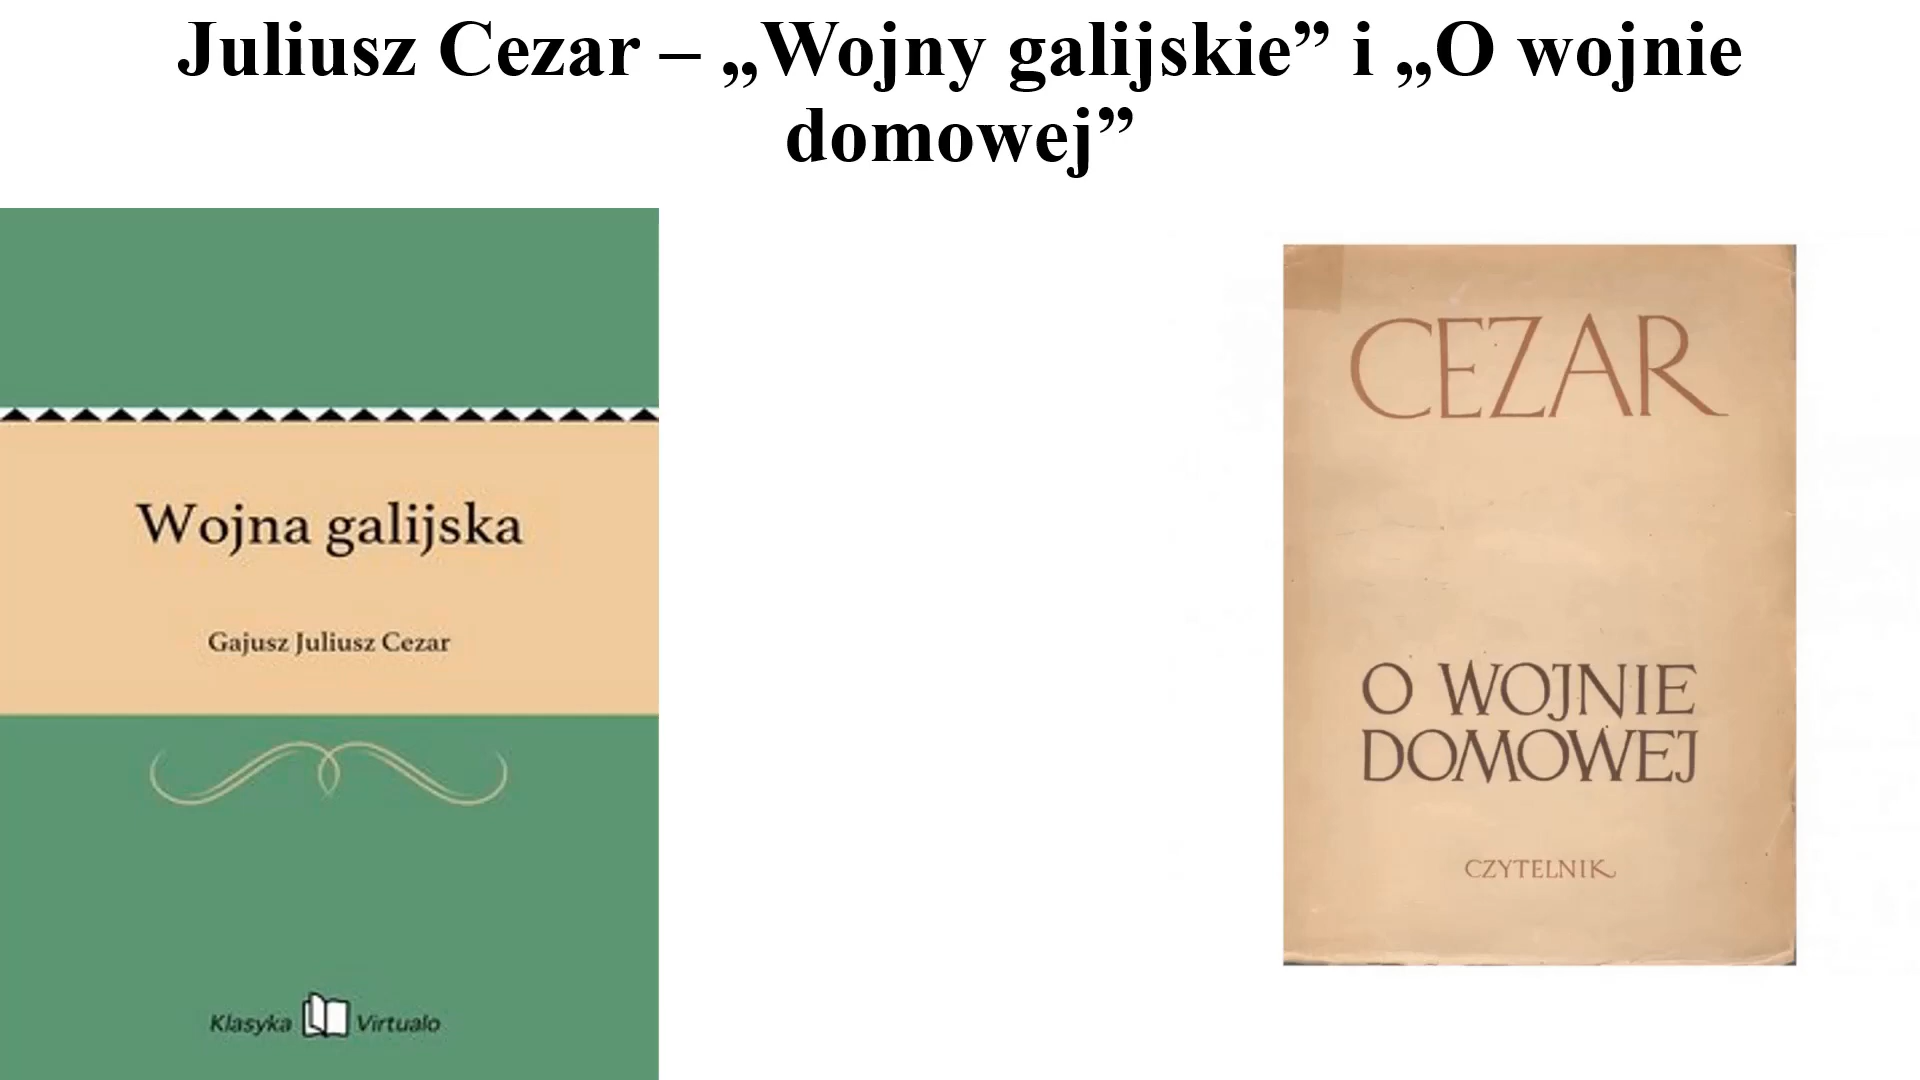 Juliusz Cezar – „Wojny galijskie” i „O wojnie
domowej”
Wojna galijska
Gajusz Juliusz Cezar
Klasyka Virtualo
CEZAR
O WOJNIE
DOMOWEJ
CZYTELNIK